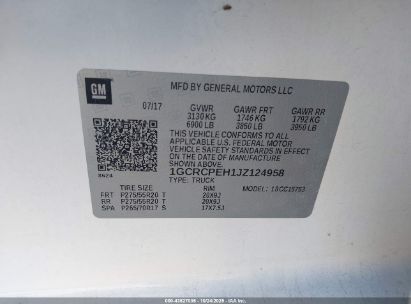 GM
MFD BY GENERAL MOTORS LLC
07/17 GVWR GAWR FRT GAWR RR
3130 KG 1746 KG 1792 KG
6900 LB 3850 LB 3950 LB
THIS VEHICLE CONFORMS TO ALL
APPLICABLE U.S. FEDERAL MOTOR
VEHICLE SAFETY STANDARDS IN EFFECT
ON THE DATE OF MANUFACTURE
SHOWN ABOVE.
1GCRCPEH1JZ124958
TYPE: TRUCK
TIRE SIZE RIM MODEL:
FRT P275/55R20 T 20X9J
RR P275/55R20 T 20X9J
SPA P265/70R17 S 17X7.5J